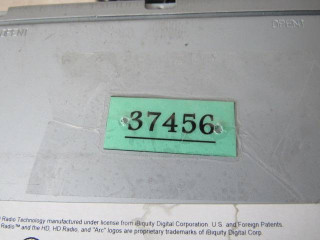 37456
Radio Technology manufactured under license from iBiquity Digital Corporation. U.S. and Foreign Patents.
Radio™ and the HD, HD Radio, and "Arc" logos are proprietary trademarks of iBiquity Digital Corp.